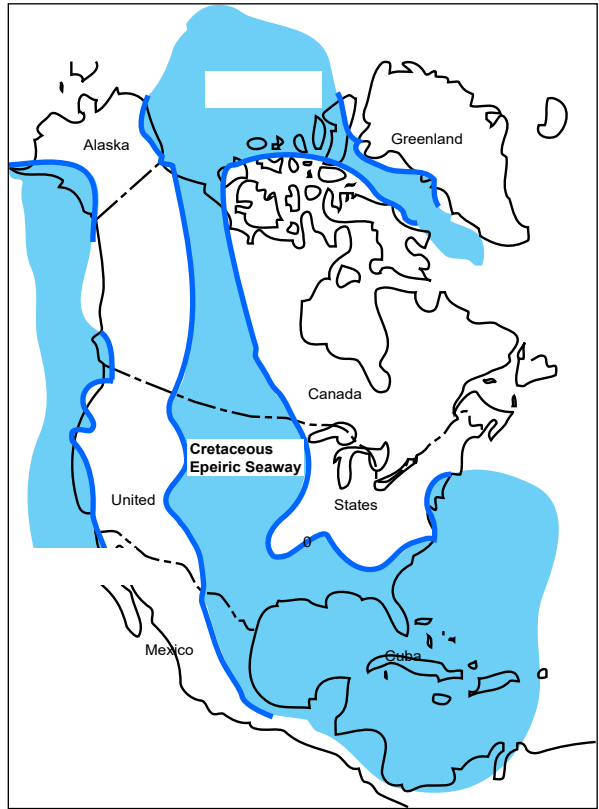 Alaska
Greenland
Canada
Cretaceous
Epeiric Seaway
United
States
0
Mexico
Cuba